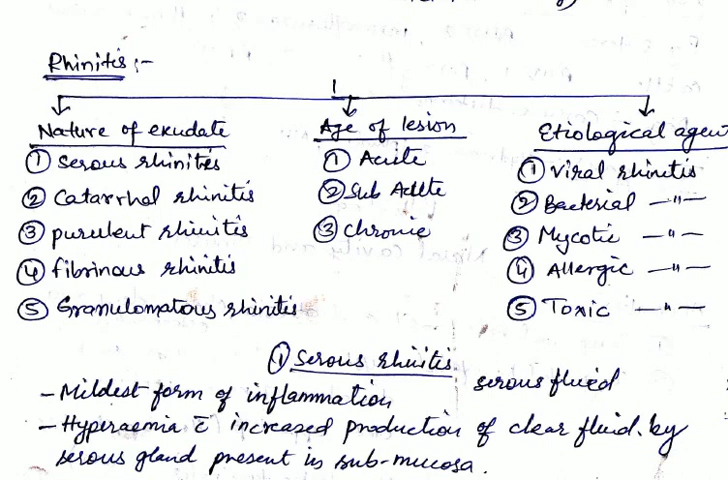 Rhinitis :-
Nature of exudate
① Serous rhinites
② Catarrhal rhinitis
③ purulent rhinitis
④ fibrinous rhinitis
⑤ Granulomatous rhinitis
Age of lesion
① Acute
② Sub Acute
③ chronic
Etiological agent
① Viral rhinitis
② Bacterial —"—
③ Mycotic —"—
④ Allergic —"—
⑤ Toxic —"—
① Serous rhinitis
- Mildest form of inflammation serous fluid
- Hyperaemia c̄ increased production of clear fluid. by
serous gland present in sub-mucosa.